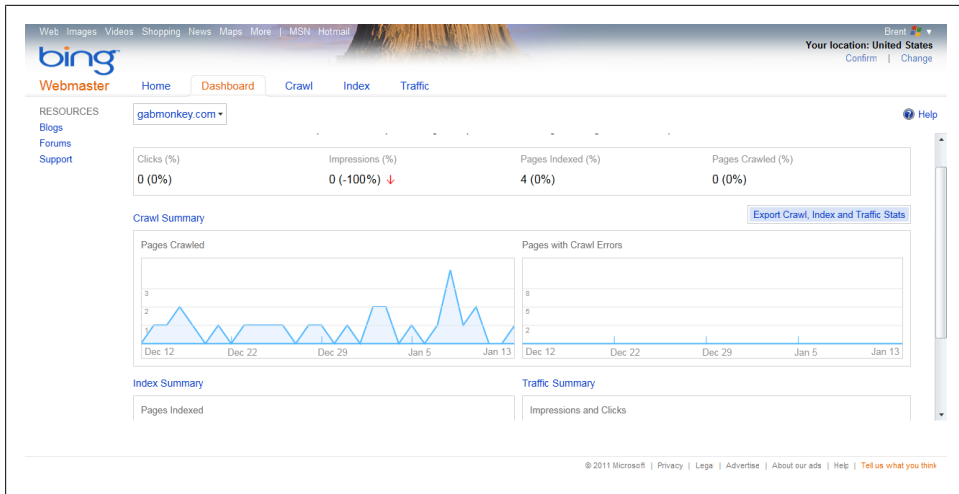 Web Images Videos Shopping News Maps More | MSN Hotmail
Brent
bing
Your location: United States
Confirm | Change
Webmaster
Home Dashboard Crawl Index Traffic
RESOURCES
Blogs
Forums
Support
gabmonkey.com
Help
Clicks (%) Impressions (%) Pages Indexed (%) Pages Crawled (%)
0 (0%) 0 (-100%) 4 (0%) 0 (0%)
Crawl Summary
Export Crawl, Index and Traffic Stats
Pages Crawled
3
2
1
Dec 12 Dec 22 Dec 29 Jan 5 Jan 13
Pages with Crawl Errors
8
5
2
Dec 12 Dec 22 Dec 29 Jan 5 Jan 13
Index Summary
Pages Indexed
Traffic Summary
Impressions and Clicks
© 2011 Microsoft | Privacy | Lega | Advertise | About our ads | Help | Tell us what you think